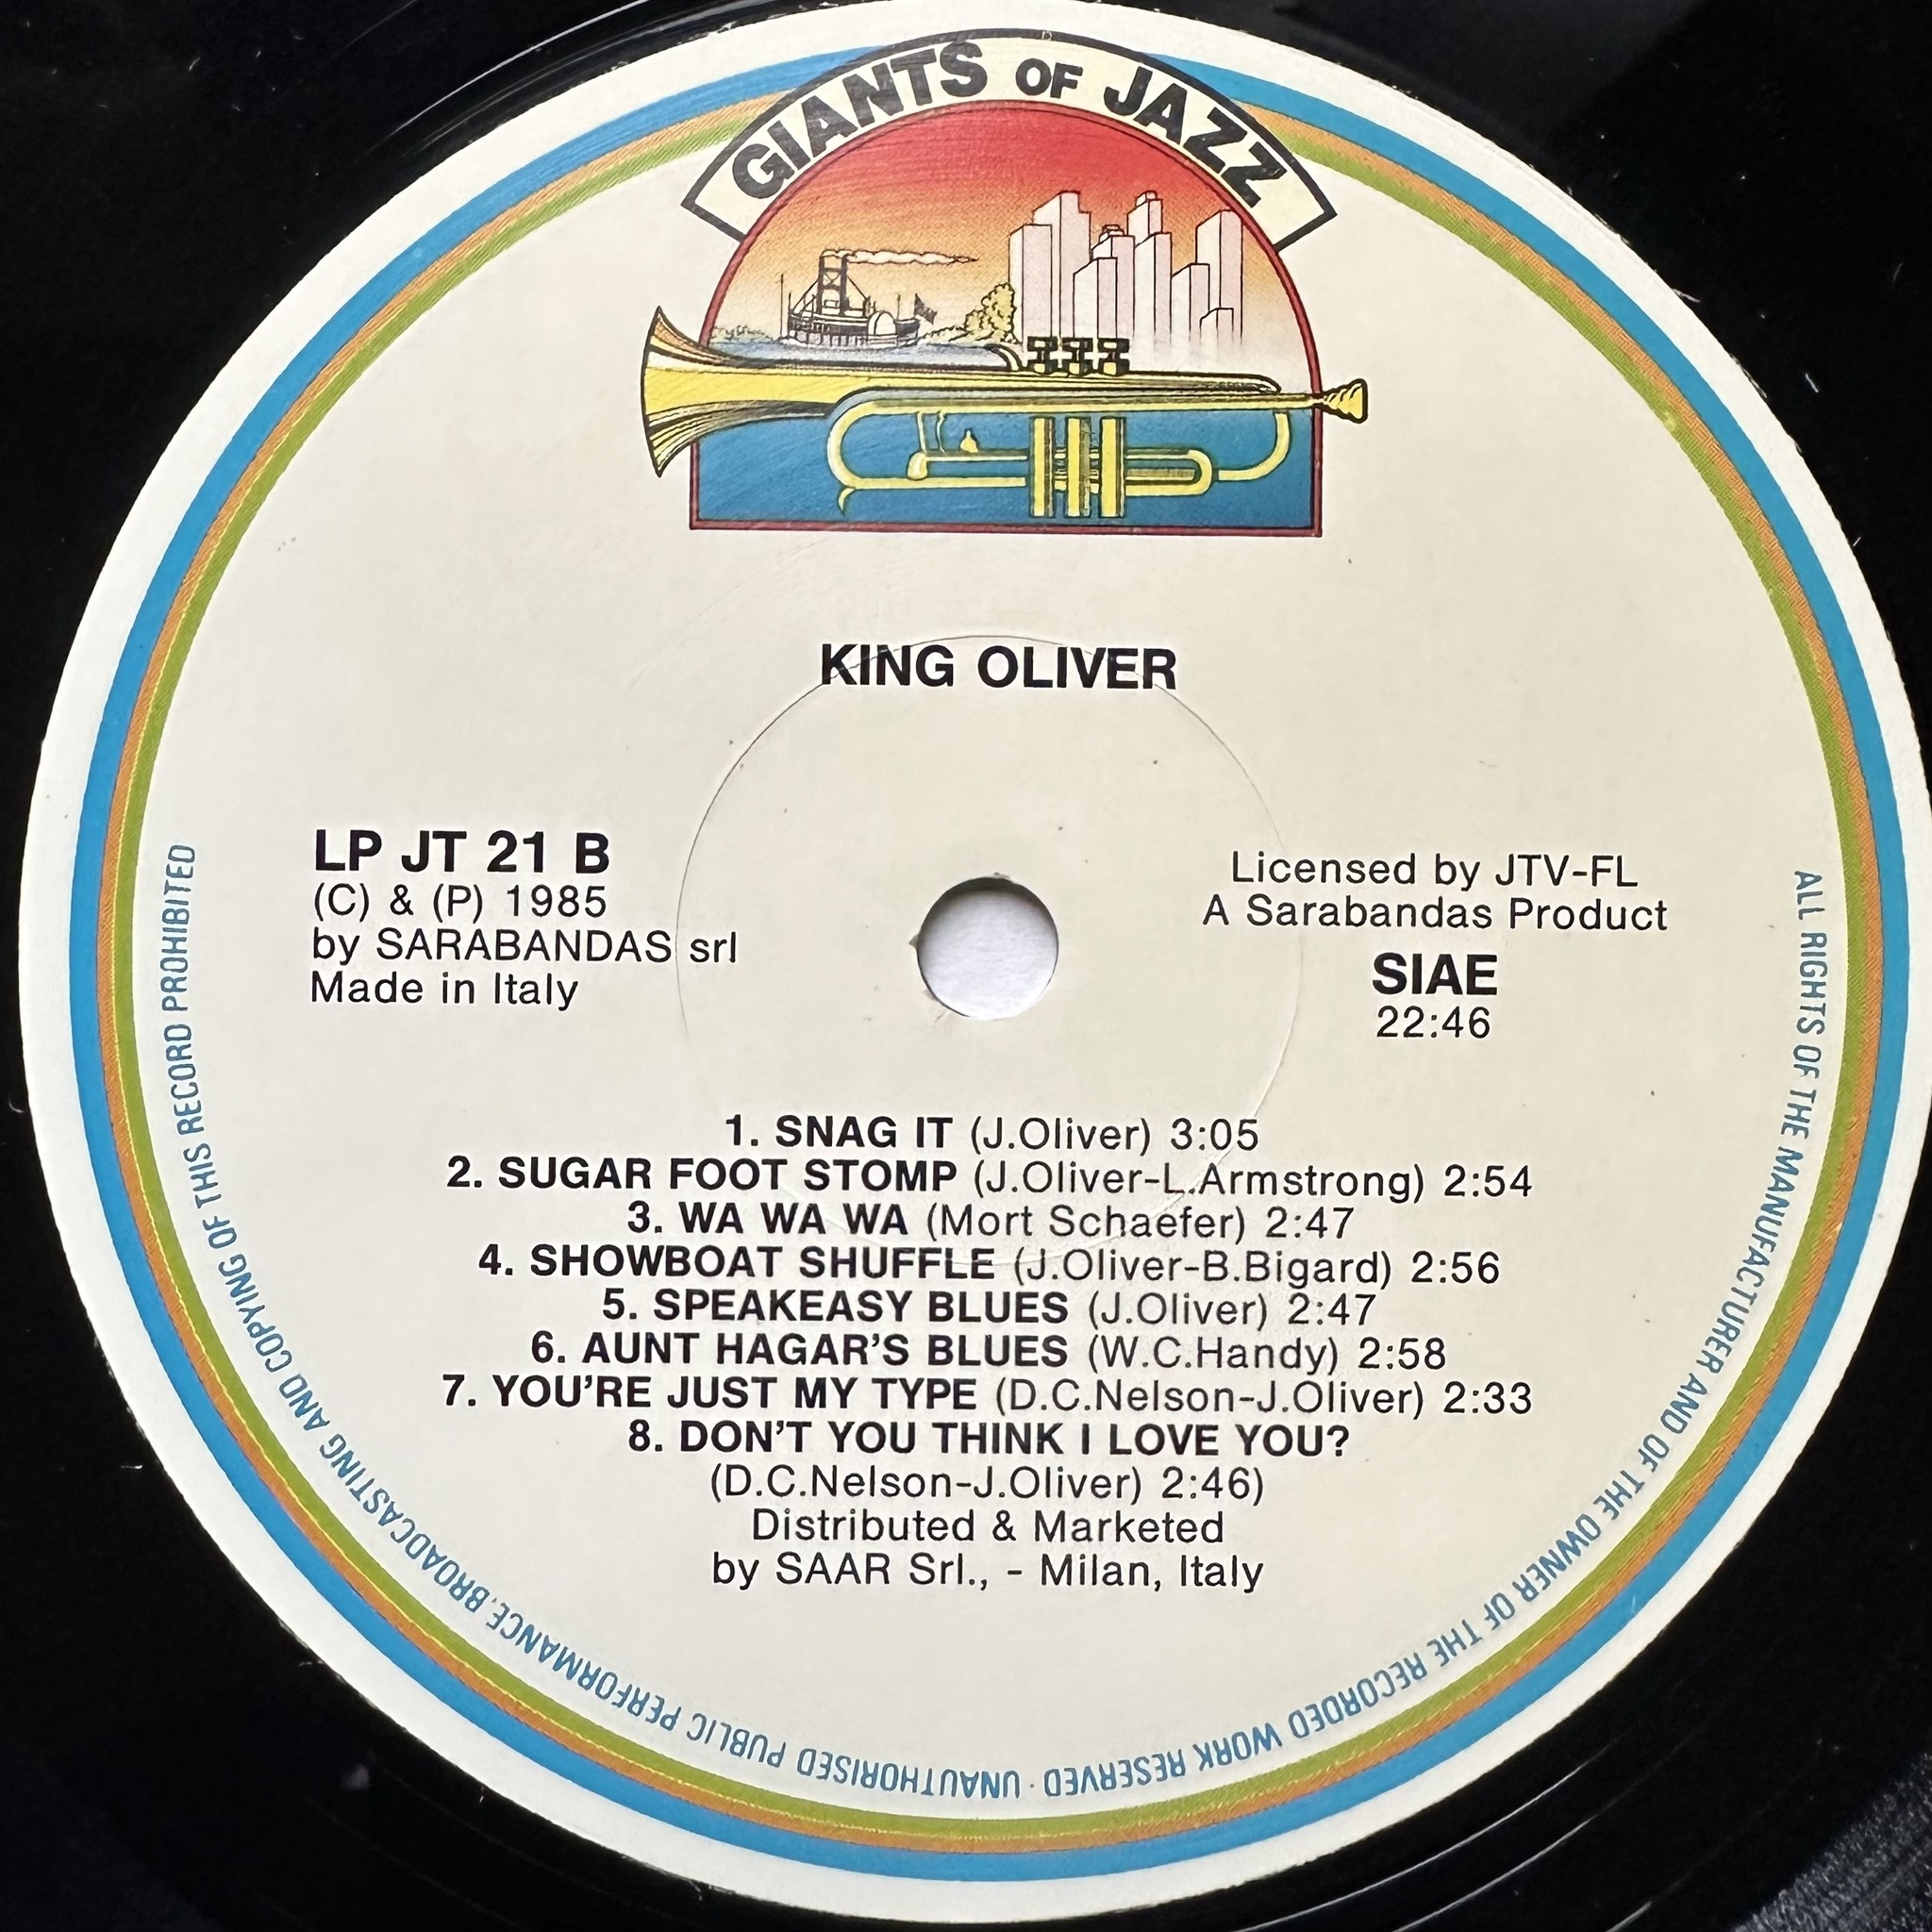 GIANTS OF JAZZ
KING OLIVER
LP JT 21 B
(C) & (P) 1985
by SARABANDAS srl
Made in Italy
Licensed by JTV-FL
A Sarabandas Product
SIAE
22:46
1. SNAG IT (J.Oliver) 3:05
2. SUGAR FOOT STOMP (J.Oliver-L.Armstrong) 2:54
3. WA WA WA (Mort Schaefer) 2:47
4. SHOWBOAT SHUFFLE (J.Oliver-B.Bigard) 2:56
5. SPEAKEASY BLUES (J.Oliver) 2:47
6. AUNT HAGAR'S BLUES (W.C.Handy) 2:58
7. YOU'RE JUST MY TYPE (D.C.Nelson-J.Oliver) 2:33
8. DON'T YOU THINK I LOVE YOU?
(D.C.Nelson-J.Oliver) 2:46)
Distributed & Marketed
by SAAR Srl., - Milan, Italy
ALL RIGHTS OF THE MANUFACTURER AND OF THE OWNER OF THE RECORDED WORK RESERVED · UNAUTHORISED PUBLIC PERFORMANCE, BROADCASTING AND COPYING OF THIS RECORD PROHIBITED